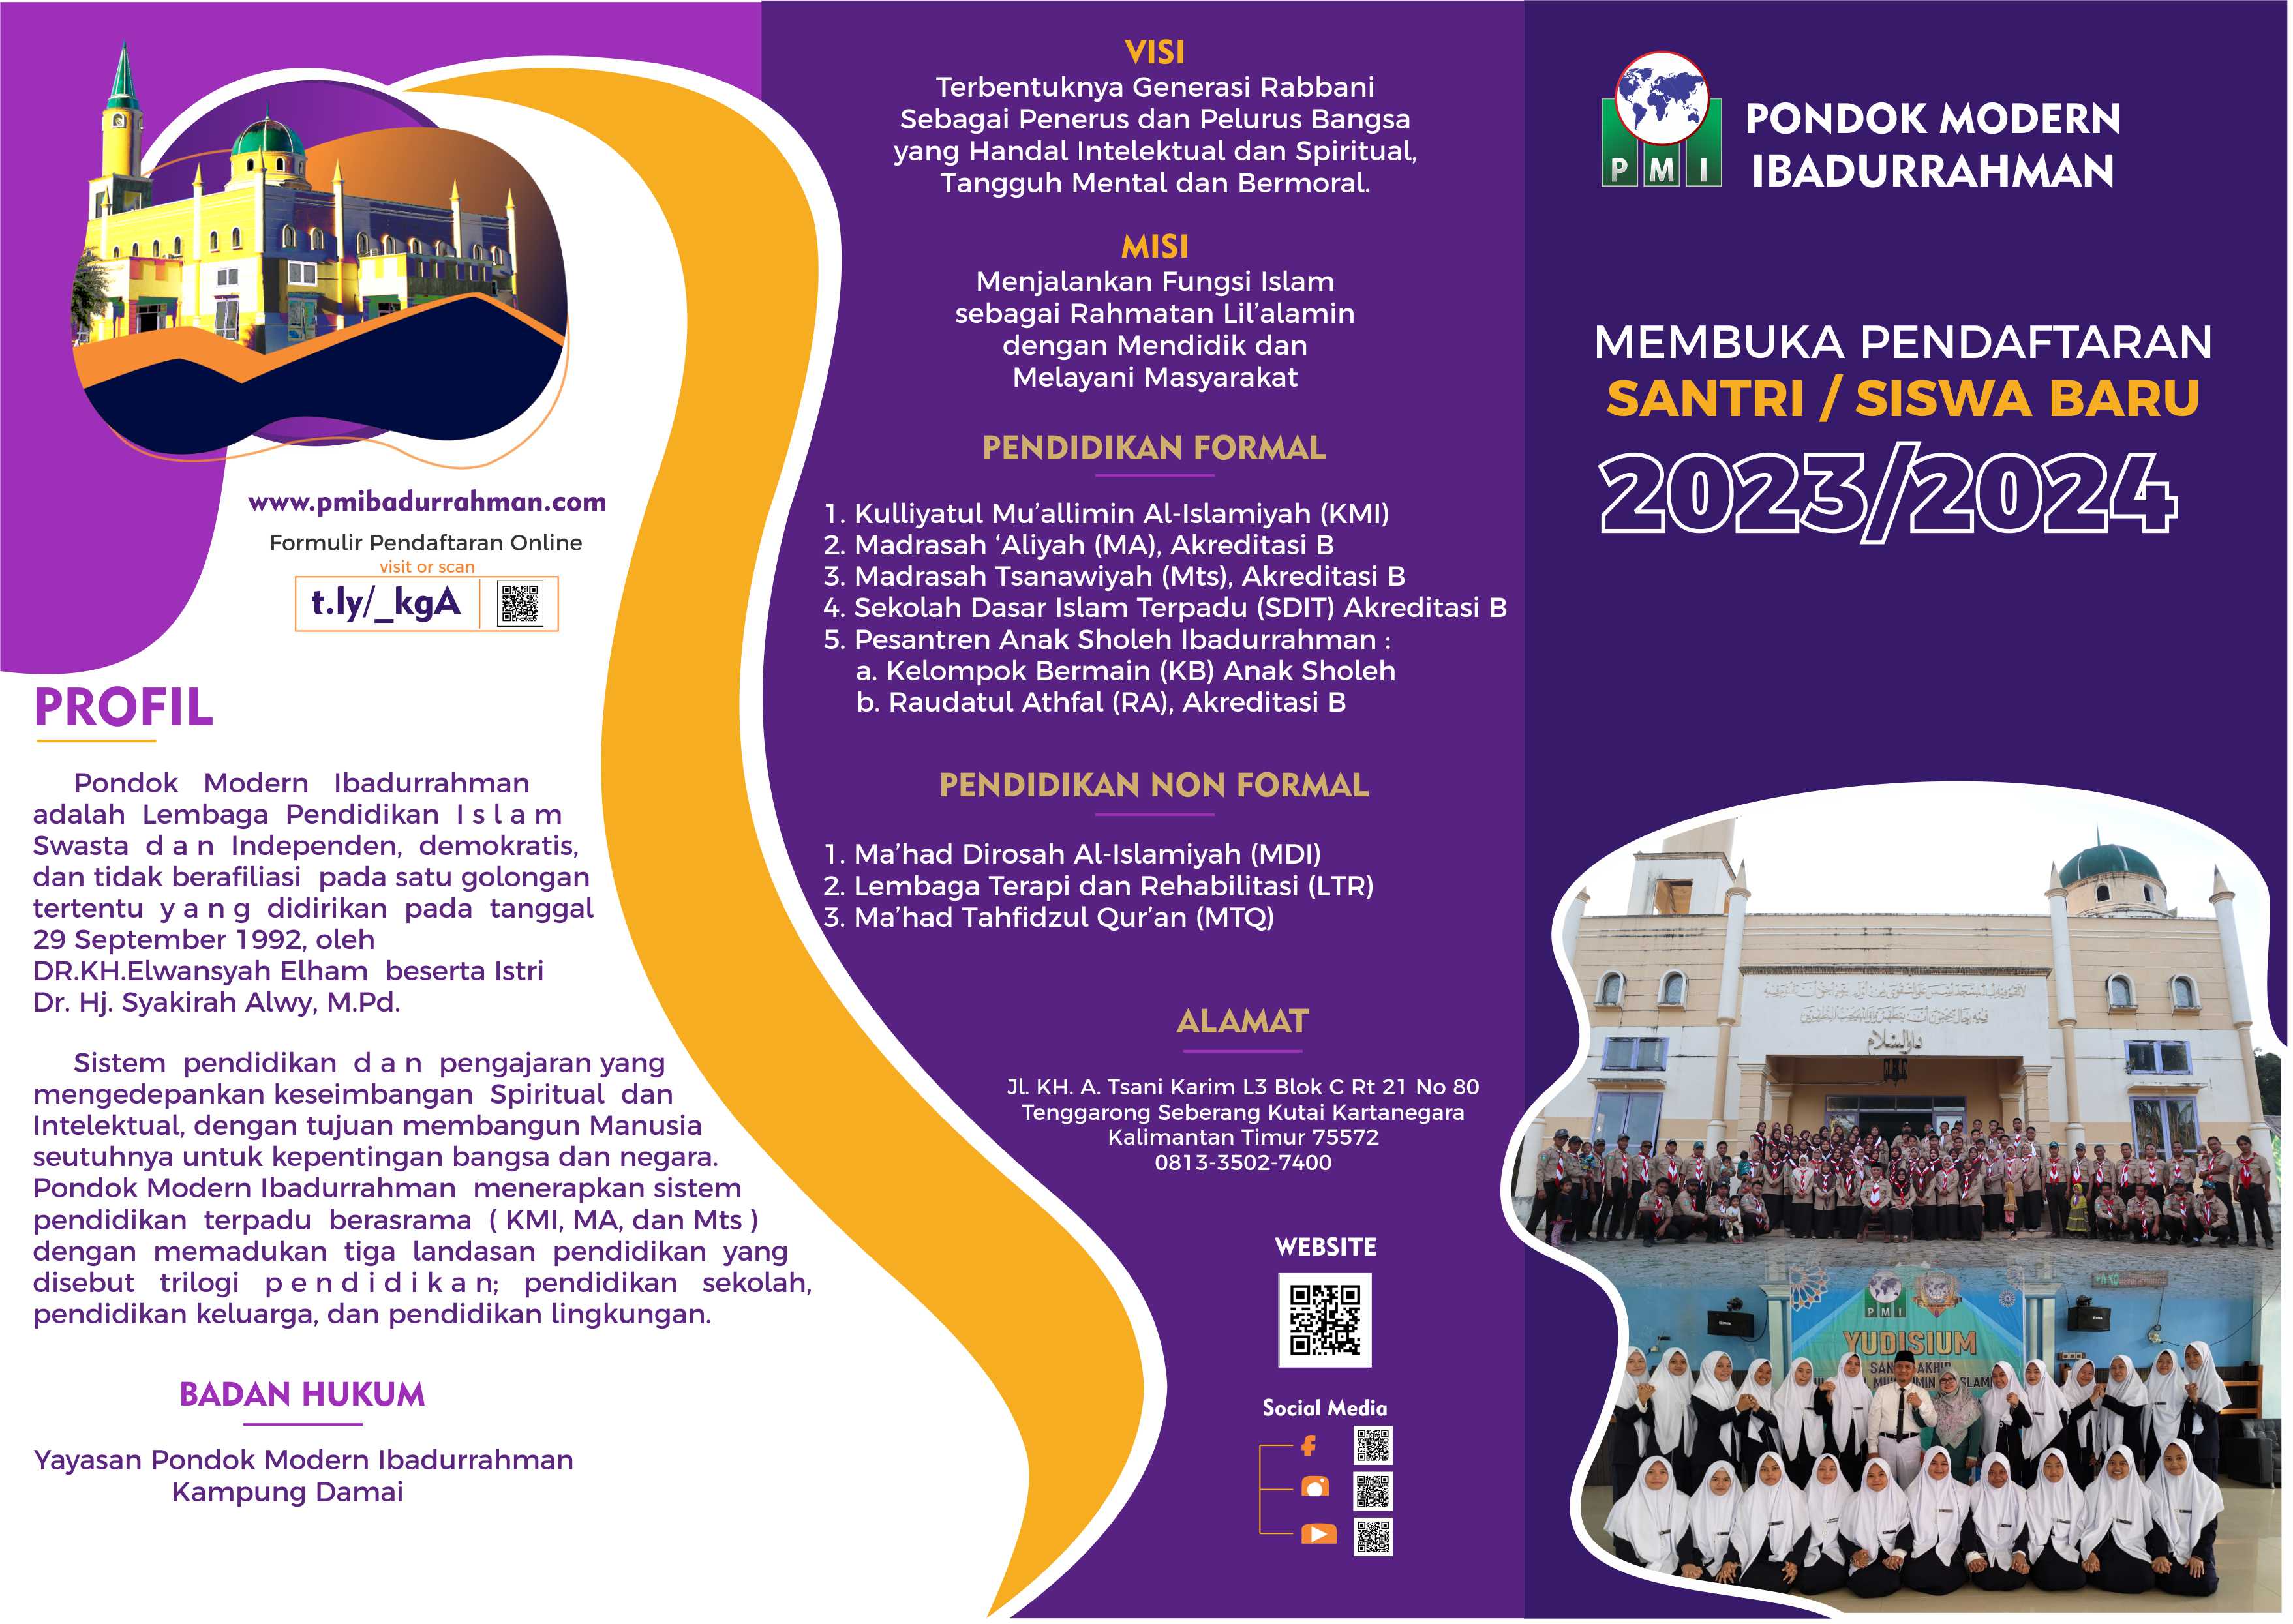 www.pmibadurrahman.com
Formulir Pendaftaran Online
visit or scan
t.ly/_kgA
PROFIL
Pondok Modern Ibadurrahman
adalah Lembaga Pendidikan I s l a m
Swasta d a n Independen, demokratis,
dan tidak berafiliasi pada satu golongan
tertentu y a n g didirikan pada tanggal
29 September 1992, oleh
DR.KH.Elwansyah Elham beserta Istri
Dr. Hj. Syakirah Alwy, M.Pd.
Sistem pendidikan d a n pengajaran yang
mengedepankan keseimbangan Spiritual dan
Intelektual, dengan tujuan membangun Manusia
seutuhnya untuk kepentingan bangsa dan negara.
Pondok Modern Ibadurrahman menerapkan sistem
pendidikan terpadu berasrama ( KMI, MA, dan Mts )
dengan memadukan tiga landasan pendidikan yang
disebut trilogi p e n d i d i k a n; pendidikan sekolah,
pendidikan keluarga, dan pendidikan lingkungan.
BADAN HUKUM
Yayasan Pondok Modern Ibadurrahman
Kampung Damai
VISI
Terbentuknya Generasi Rabbani
Sebagai Penerus dan Pelurus Bangsa
yang Handal Intelektual dan Spiritual,
Tangguh Mental dan Bermoral.
MISI
Menjalankan Fungsi Islam
sebagai Rahmatan Lil’alamin
dengan Mendidik dan
Melayani Masyarakat
PENDIDIKAN FORMAL
1. Kulliyatul Mu’allimin Al-Islamiyah (KMI)
2. Madrasah ‘Aliyah (MA), Akreditasi B
3. Madrasah Tsanawiyah (Mts), Akreditasi B
4. Sekolah Dasar Islam Terpadu (SDIT) Akreditasi B
5. Pesantren Anak Sholeh Ibadurrahman :
a. Kelompok Bermain (KB) Anak Sholeh
b. Raudatul Athfal (RA), Akreditasi B
PENDIDIKAN NON FORMAL
1. Ma’had Dirosah Al-Islamiyah (MDI)
2. Lembaga Terapi dan Rehabilitasi (LTR)
3. Ma’had Tahfidzul Qur’an (MTQ)
ALAMAT
Jl. KH. A. Tsani Karim L3 Blok C Rt 21 No 80
Tenggarong Seberang Kutai Kartanegara
Kalimantan Timur 75572
0813-3502-7400
WEBSITE
Social Media
PMI
PONDOK MODERN
IBADURRAHMAN
MEMBUKA PENDAFTARAN
SANTRI / SISWA BARU
2023/2024
دار السلام
PMI
YUDISIUM